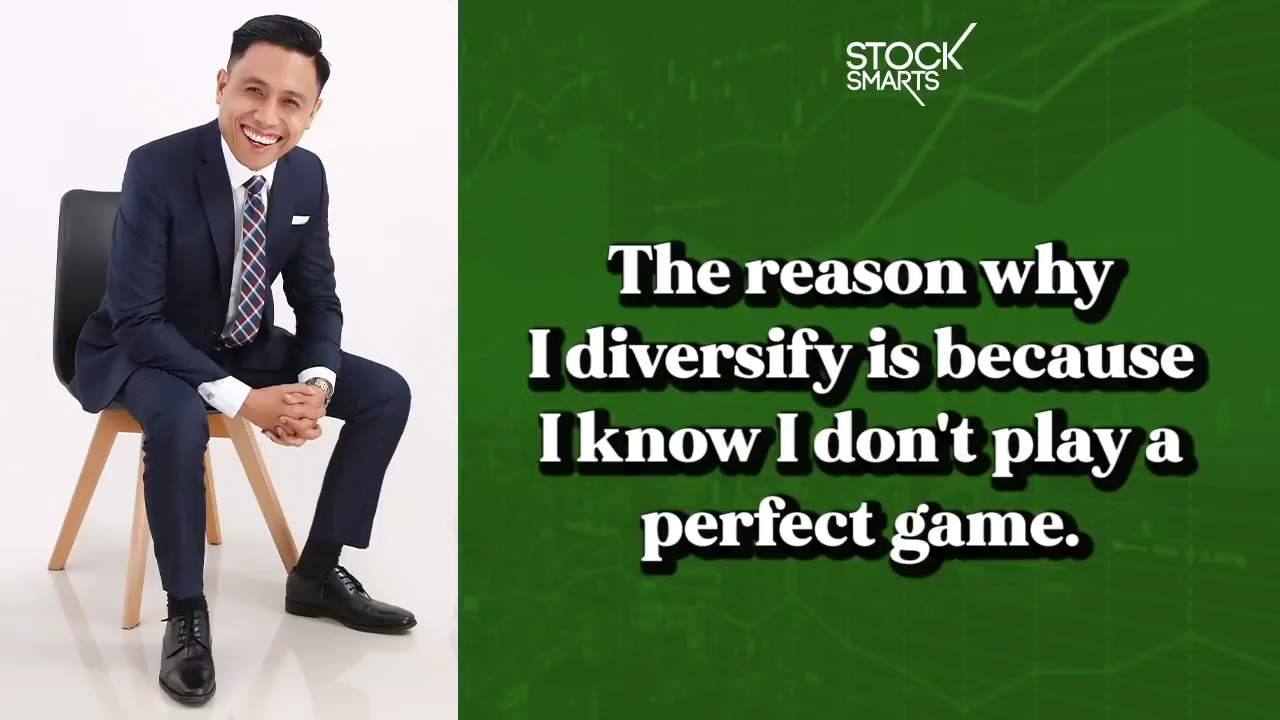 STOCK
SMARTS
The reason why
I diversify is because
I know I don't play a
perfect game.